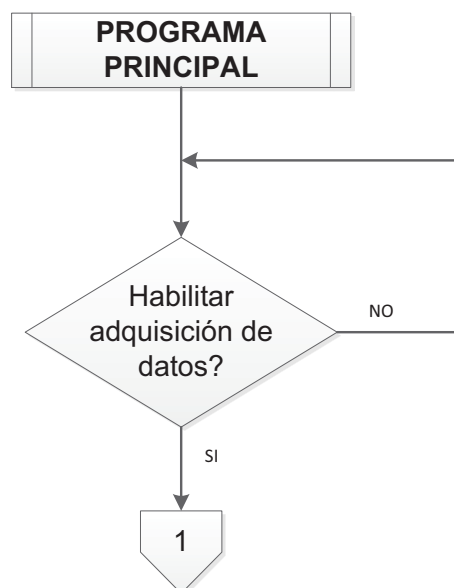 PROGRAMA
PRINCIPAL
Habilitar
adquisición de
datos?
NO
SI
1